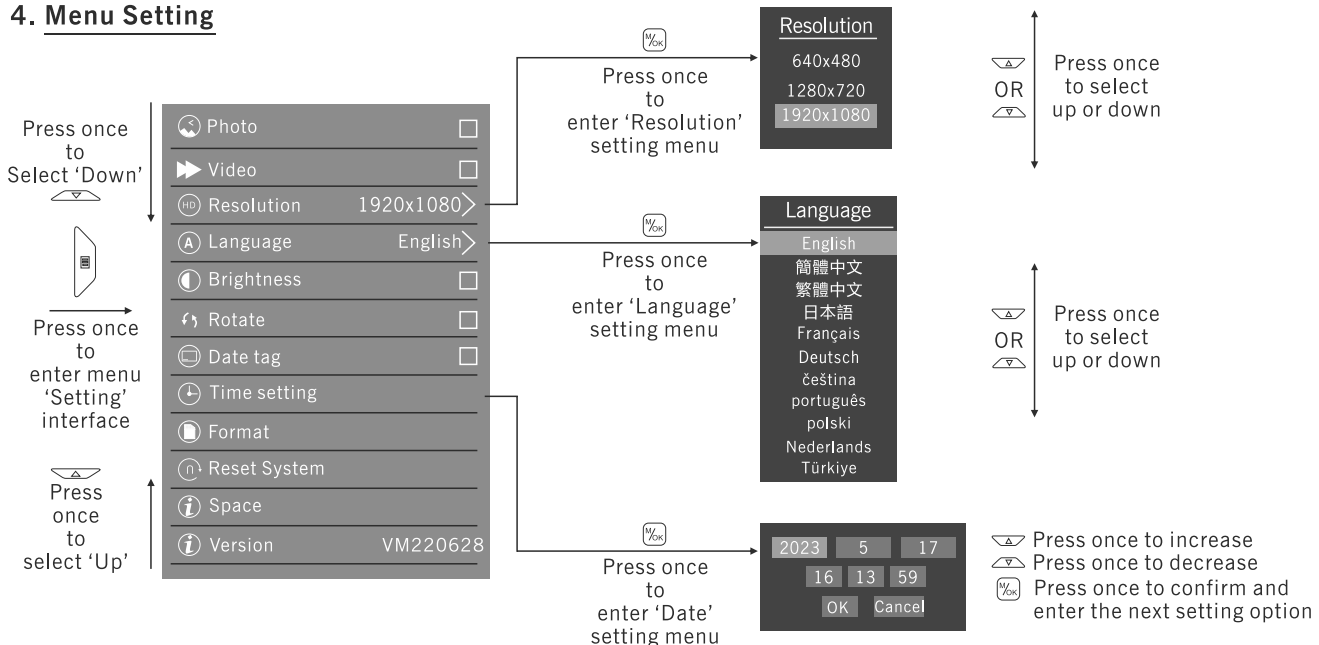 4. Menu Setting
Press once
to
Select ‘Down’
Press once
to
enter menu
‘Setting’
interface
Press
once
to
select ‘Up’
Photo
Video
HD Resolution 1920x1080
A Language English
Brightness
Rotate
Date tag
Time setting
Format
Reset System
Space
Version VM220628
M/OK
Press once
to
enter ‘Resolution’
setting menu
Resolution
640x480
1280x720
1920x1080
OR
Press once
to select
up or down
M/OK
Press once
to
enter ‘Language’
setting menu
Language
English
簡體中文
繁體中文
日本語
Français
Deutsch
čeština
português
polski
Nederlands
Türkiye
OR
Press once
to select
up or down
M/OK
Press once
to
enter ‘Date’
setting menu
2023 5 17
16 13 59
OK Cancel
Press once to increase
Press once to decrease
M/OK Press once to confirm and
enter the next setting option